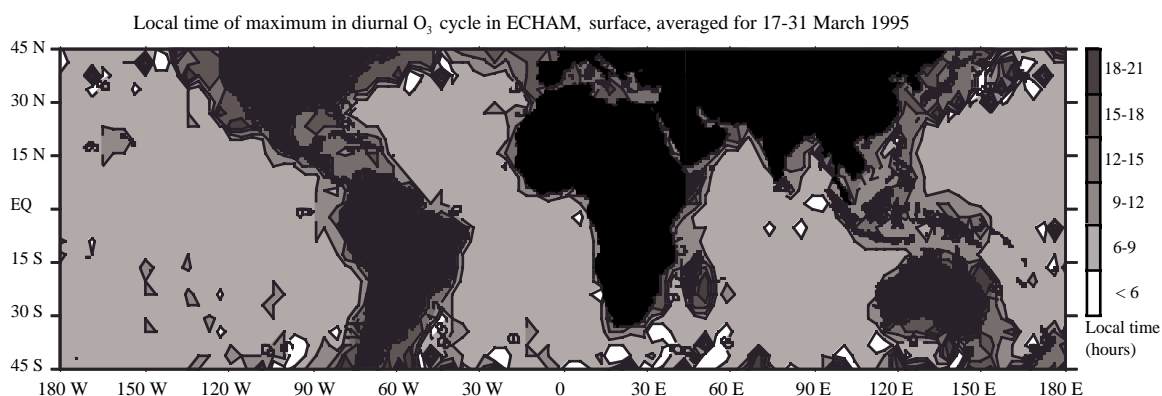 Local time of maximum in diurnal O₃ cycle in ECHAM, surface, averaged for 17-31 March 1995
45 N
30 N
15 N
EQ
15 S
30 S
45 S
180 W 150 W 120 W 90 W 60 W 30 W 0 30 E 60 E 90 E 120 E 150 E 180 E
18-21
15-18
12-15
9-12
6-9
< 6
Local time
(hours)